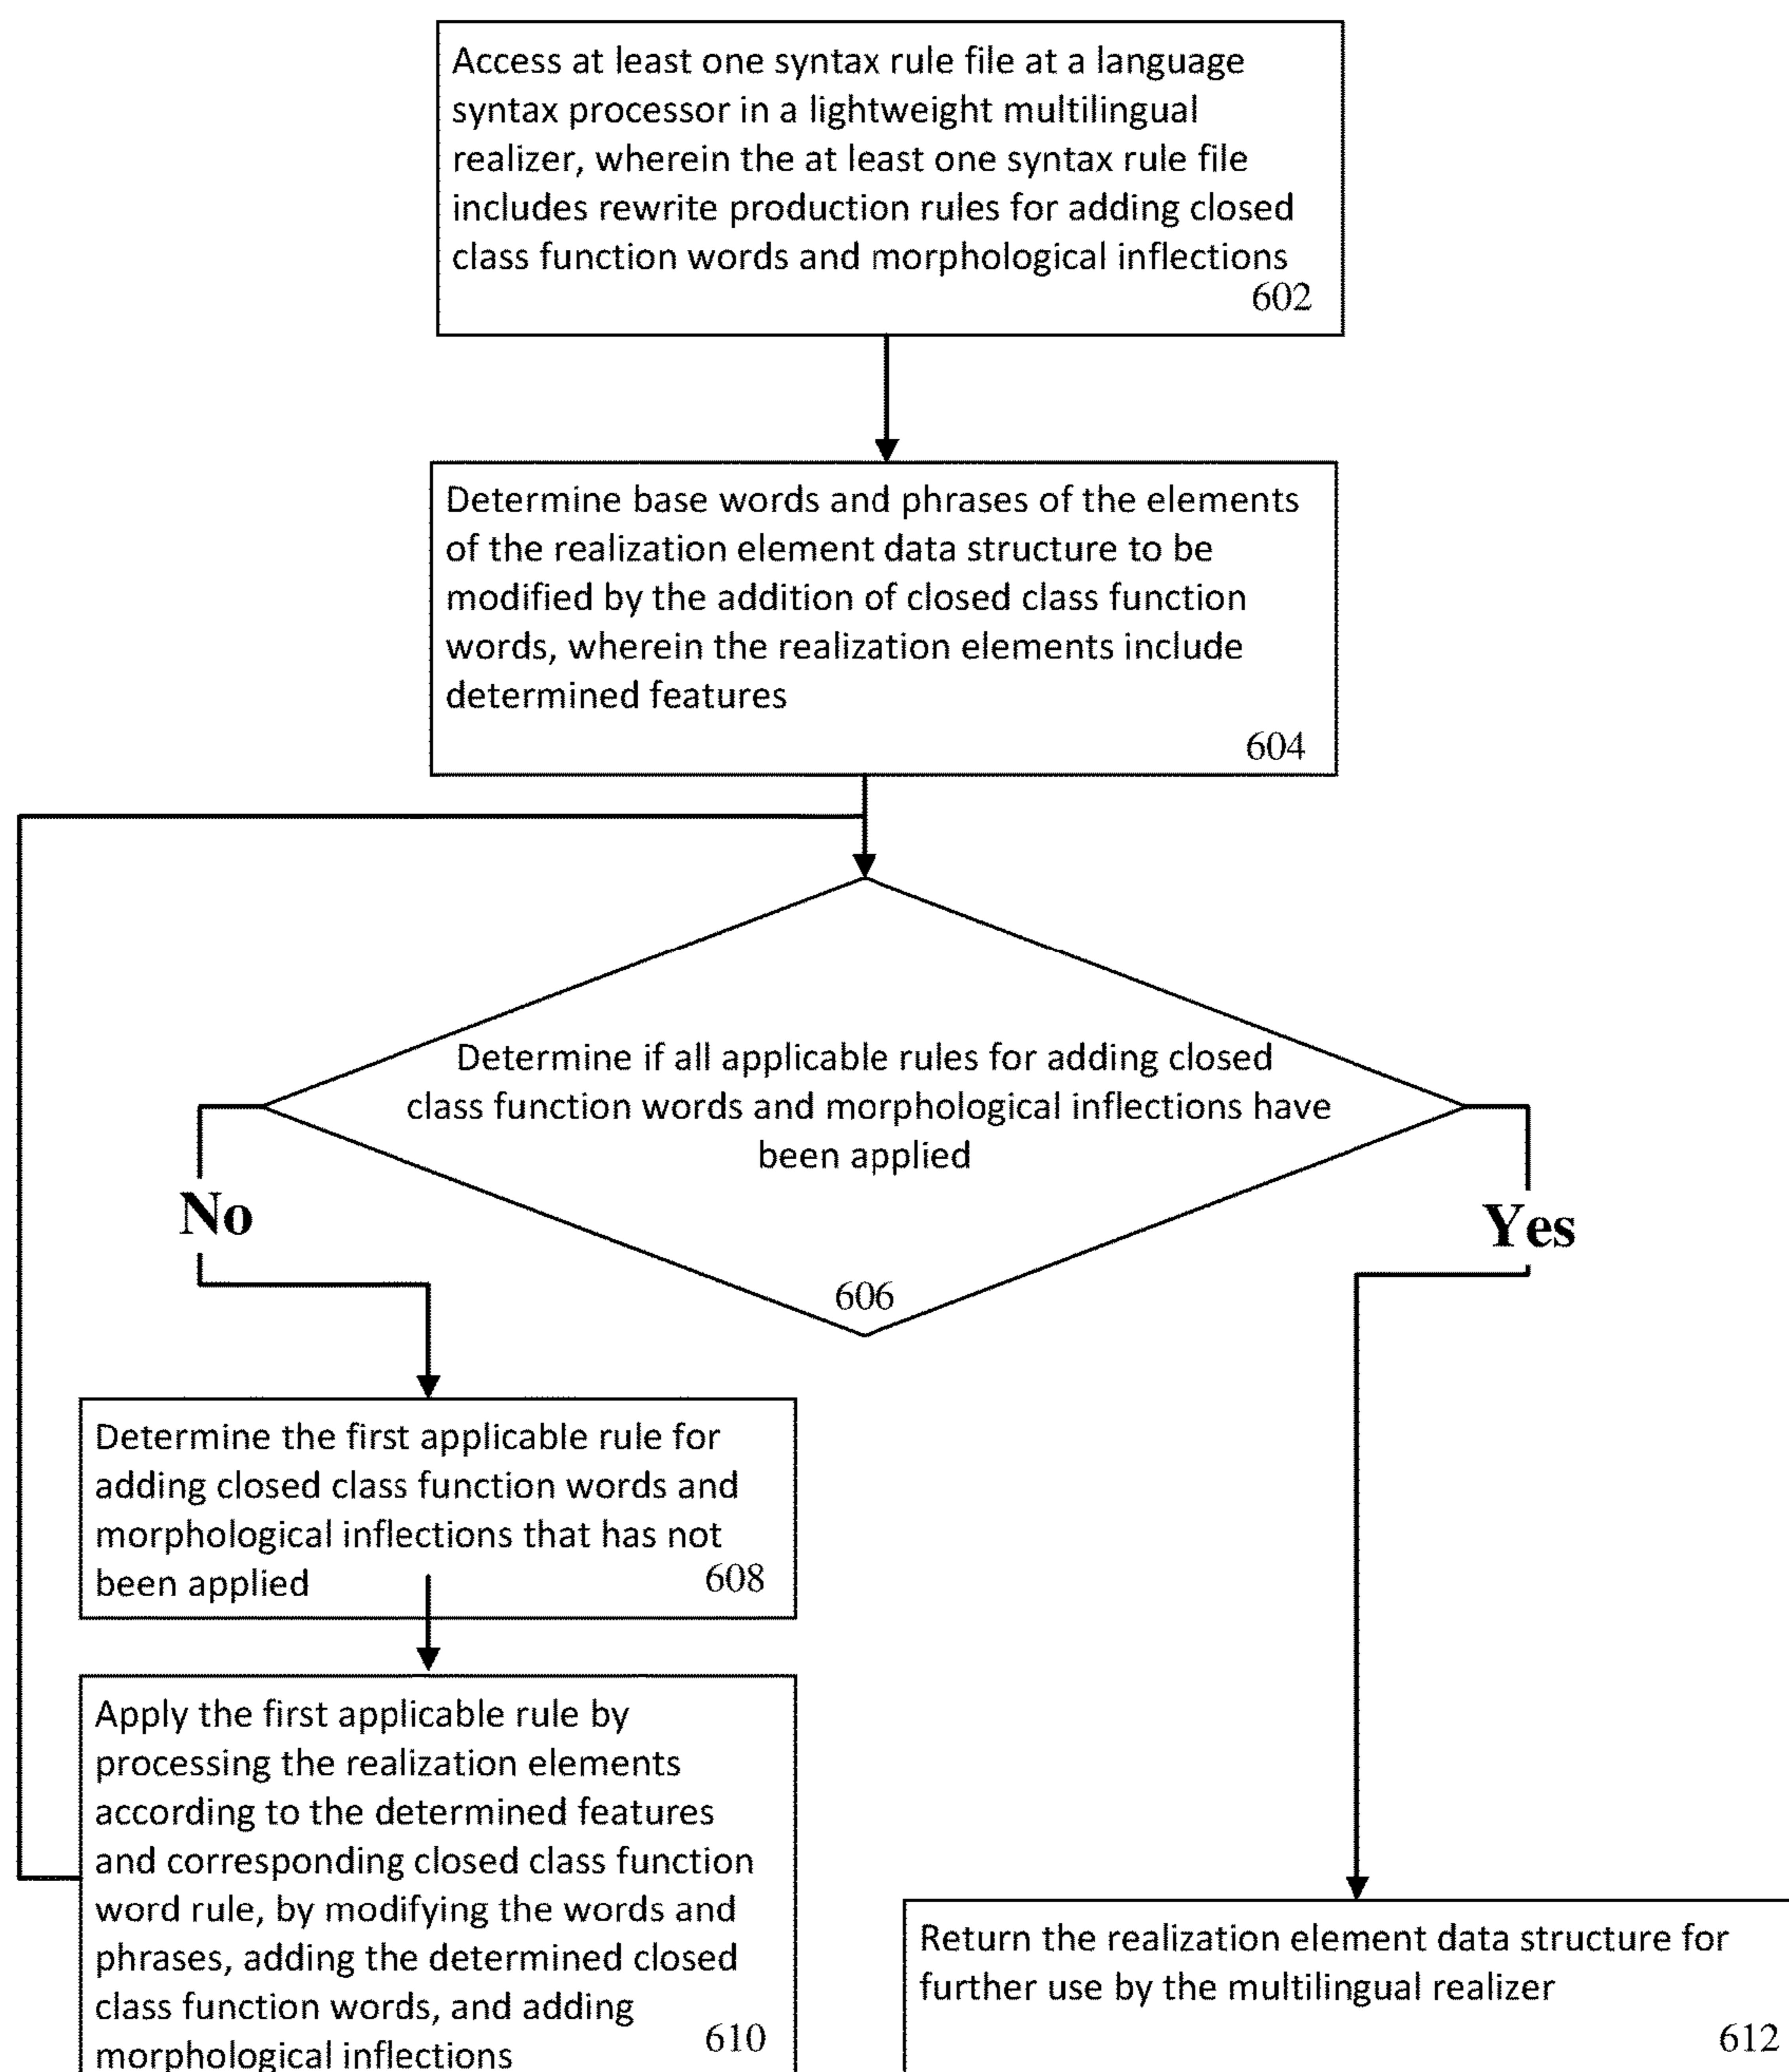 Access at least one syntax rule file at a language
syntax processor in a lightweight multilingual
realizer, wherein the at least one syntax rule file
includes rewrite production rules for adding closed
class function words and morphological inflections
602
Determine base words and phrases of the elements
of the realization element data structure to be
modified by the addition of closed class function
words, wherein the realization elements include
determined features
604
Determine if all applicable rules for adding closed
class function words and morphological inflections have
been applied
606
No
Yes
Determine the first applicable rule for
adding closed class function words and
morphological inflections that has not
been applied
608
Apply the first applicable rule by
processing the realization elements
according to the determined features
and corresponding closed class function
word rule, by modifying the words and
phrases, adding the determined closed
class function words, and adding
morphological inflections
610
Return the realization element data structure for
further use by the multilingual realizer
612